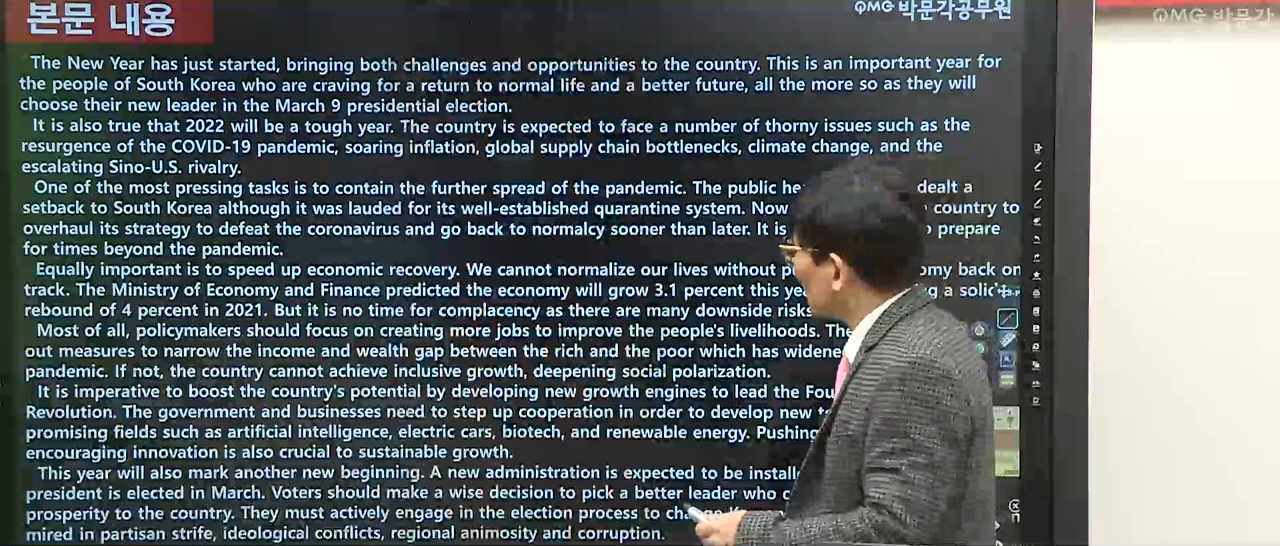 본문 내용
PMG 박문각공무원
PMG 박문각
The New Year has just started, bringing both challenges and opportunities to the country. This is an important year for
the people of South Korea who are craving for a return to normal life and a better future, all the more so as they will
choose their new leader in the March 9 presidential election.
It is also true that 2022 will be a tough year. The country is expected to face a number of thorny issues such as the
resurgence of the COVID-19 pandemic, soaring inflation, global supply chain bottlenecks, climate change, and the
escalating Sino-U.S. rivalry.
One of the most pressing tasks is to contain the further spread of the pandemic. The public dealt a
setback to South Korea although it was lauded for its well-established quarantine system. Now country to
overhaul its strategy to defeat the coronavirus and go back to normalcy sooner than later. It is prepare
for times beyond the pandemic.
Equally important is to speed up economic recovery. We cannot normalize our lives without back on
track. The Ministry of Economy and Finance predicted the economy will grow 3.1 percent this a solid
rebound of 4 percent in 2021. But it is no time for complacency as there are many downside risks
Most of all, policymakers should focus on creating more jobs to improve the people's livelihoods.
out measures to narrow the income and wealth gap between the rich and the poor which has
pandemic. If not, the country cannot achieve inclusive growth, deepening social polarization.
It is imperative to boost the country's potential by developing new growth engines to lead the
Revolution. The government and businesses need to step up cooperation in order to develop new
promising fields such as artificial intelligence, electric cars, biotech, and renewable energy. Pushing
encouraging innovation is also crucial to sustainable growth.
This year will also mark another new beginning. A new administration is expected to be
president is elected in March. Voters should make a wise decision to pick a better leader who
prosperity to the country. They must actively engage in the election process to
mired in partisan strife, ideological conflicts, regional animosity and corruption.